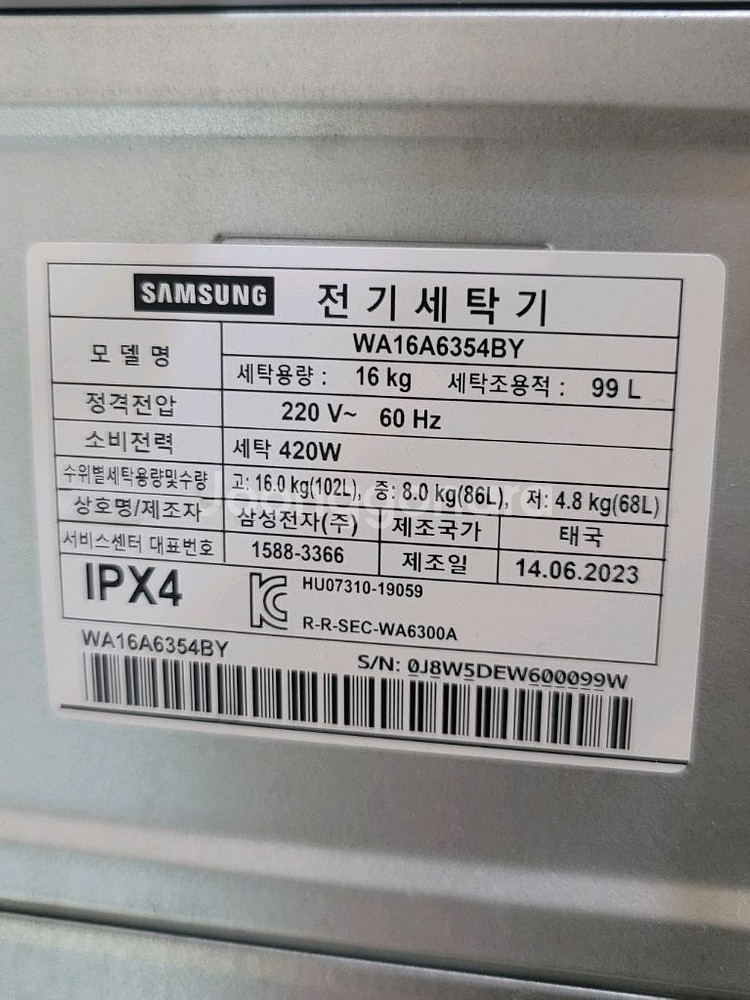 SAMSUNG 전기세탁기
모델명 WA16A6354BY
세탁용량 : 16 kg 세탁조용적 : 99 L
정격전압 220 V~ 60 Hz
소비전력 세탁 420W
수위별세탁용량및수량 고: 16.0 kg(102L), 중: 8.0 kg(86L), 저: 4.8 kg(68L)
상호명/제조자 삼성전자(주) 제조국가 태국
서비스센터 대표번호 1588-3366 제조일 14.06.2023
IPX4 HU07310-19059
R-R-SEC-WA6300A
WA16A6354BY
S/N: 0J8W5DEW600099W
Joonggonara